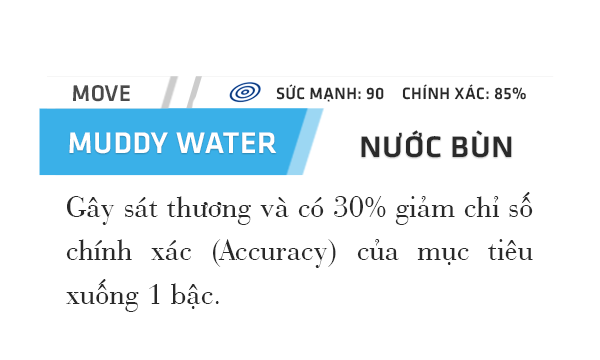 MOVE SỨC MẠNH: 90 CHÍNH XÁC: 85%
MUDDY WATER NƯỚC BÙN
Gây sát thương và có 30% giảm chỉ số
chính xác (Accuracy) của mục tiêu
xuống 1 bậc.